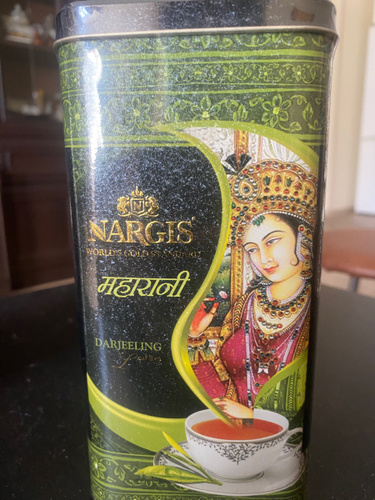 NARGIS
WORLD'S GOLD STANDARD
महारानी
DARJEELING